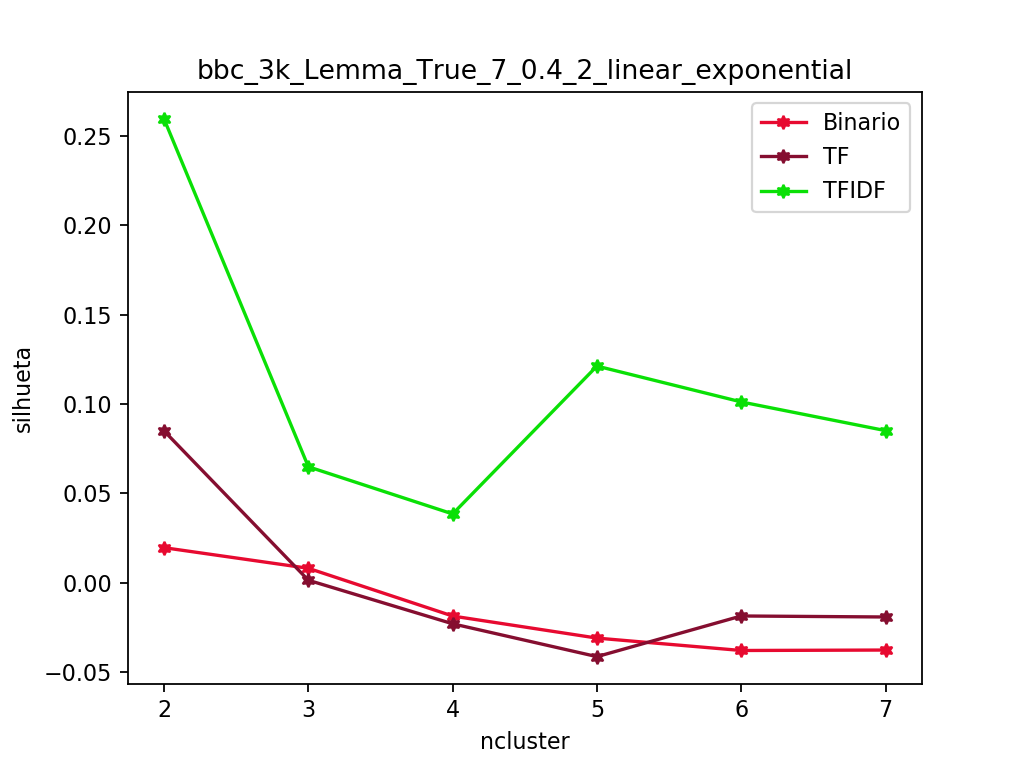 bbc_3k_Lemma_True_7_0.4_2_linear_exponential
Binario
TF
TFIDF
silhueta
0.25
0.20
0.15
0.10
0.05
0.00
−0.05
2 3 4 5 6 7
ncluster